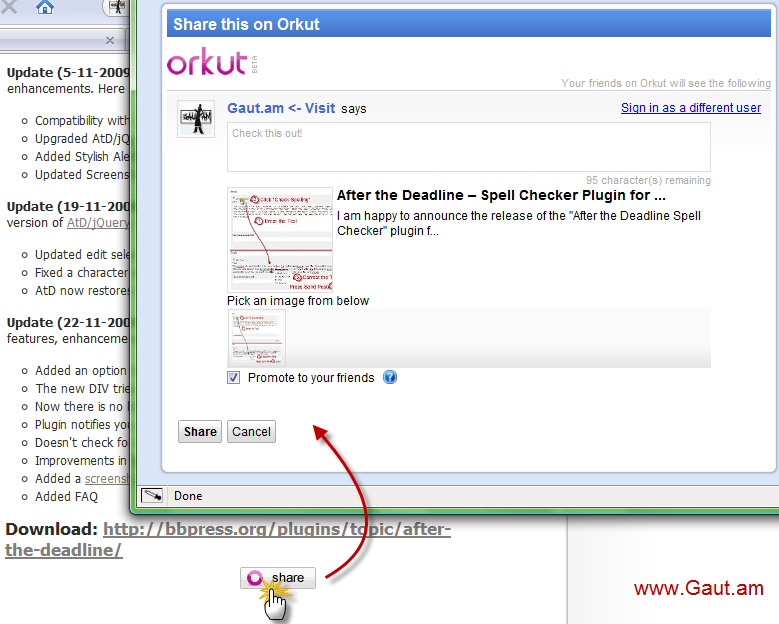 Share this on Orkut
orkut BETA
Your friends on Orkut will see the following
Gaut.am <- Visit says
Sign in as a different user
Check this out!
95 character(s) remaining
After the Deadline – Spell Checker Plugin for ...
I am happy to announce the release of the "After the Deadline Spell
Checker" plugin f...
Pick an image from below
Promote to your friends
Share
Cancel
Done
Update (5-11-2009
enhancements. Here
Compatibility with
Upgraded AtD/jQ
Added Stylish Ale
Updated Screens
Update (19-11-200
version of AtD/jQuery
Updated edit sele
Fixed a character
AtD now restores
Update (22-11-200
features, enhanceme
Added an option
The new DIV trie
Now there is no
Plugin notifies yo
Doesn't check fo
Improvements in
Added a screensh
Added FAQ
Download: http://bbpress.org/plugins/topic/after-
the-deadline/
share
www.Gaut.am